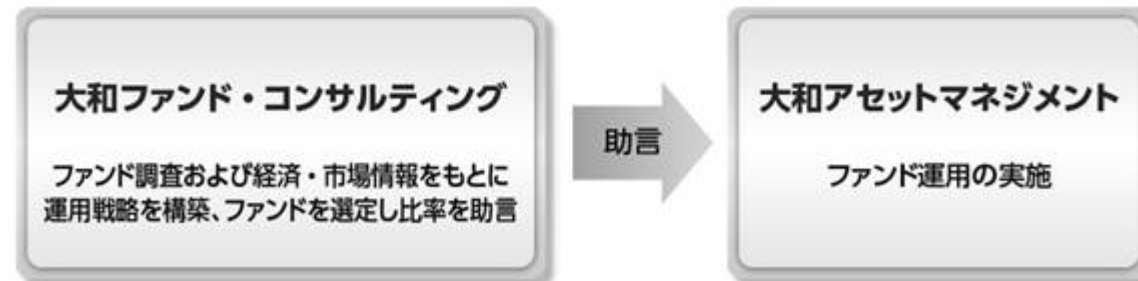 大和ファンド・コンサルティング
ファンド調査および経済・市場情報をもとに
運用戦略を構築、ファンドを選定し比率を助言
助言
大和アセットマネジメント
ファンド運用の実施